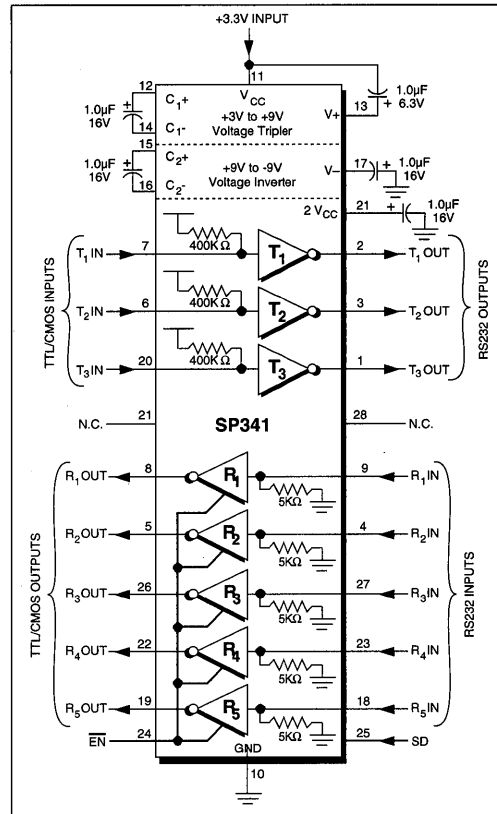 +3.3V INPUT
12
11
1.0µF
16V
C1+
VCC
13
1.0µF
6.3V
+
14
C1-
+3V to +9V
Voltage Tripler
V+
15
1.0µF
16V
C2+
+9V to -9V
Voltage Inverter
V–
17
1.0µF
16V
16
C2-
2 VCC
21
1.0µF
16V
TTL/CMOS INPUTS
T1 IN
7
400KΩ
T1
2
T1 OUT
T2 IN
6
400KΩ
T2
3
T2 OUT
T3 IN
20
400KΩ
T3
1
T3 OUT
RS232 OUTPUTS
N.C.
21
SP341
28
N.C.
TTL/CMOS OUTPUTS
R1 OUT
8
R1
5KΩ
9
R1 IN
R2 OUT
5
R2
5KΩ
4
R2 IN
R3 OUT
26
R3
5KΩ
27
R3 IN
R4 OUT
22
R4
5KΩ
23
R4 IN
R5 OUT
19
R5
5KΩ
18
R5 IN
RS232 INPUTS
EN
24
GND
25
SD
10